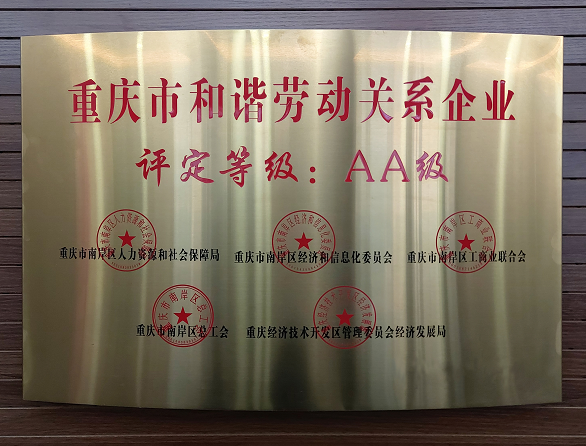 重庆市和谐劳动关系企业
评定等级：AA级
重庆市南岸区人力资源和社会保障局 重庆市南岸区经济和信息化委员会 重庆市南岸区工商业联合会
重庆市南岸区总工会 重庆经济技术开发区管理委员会经济发展局